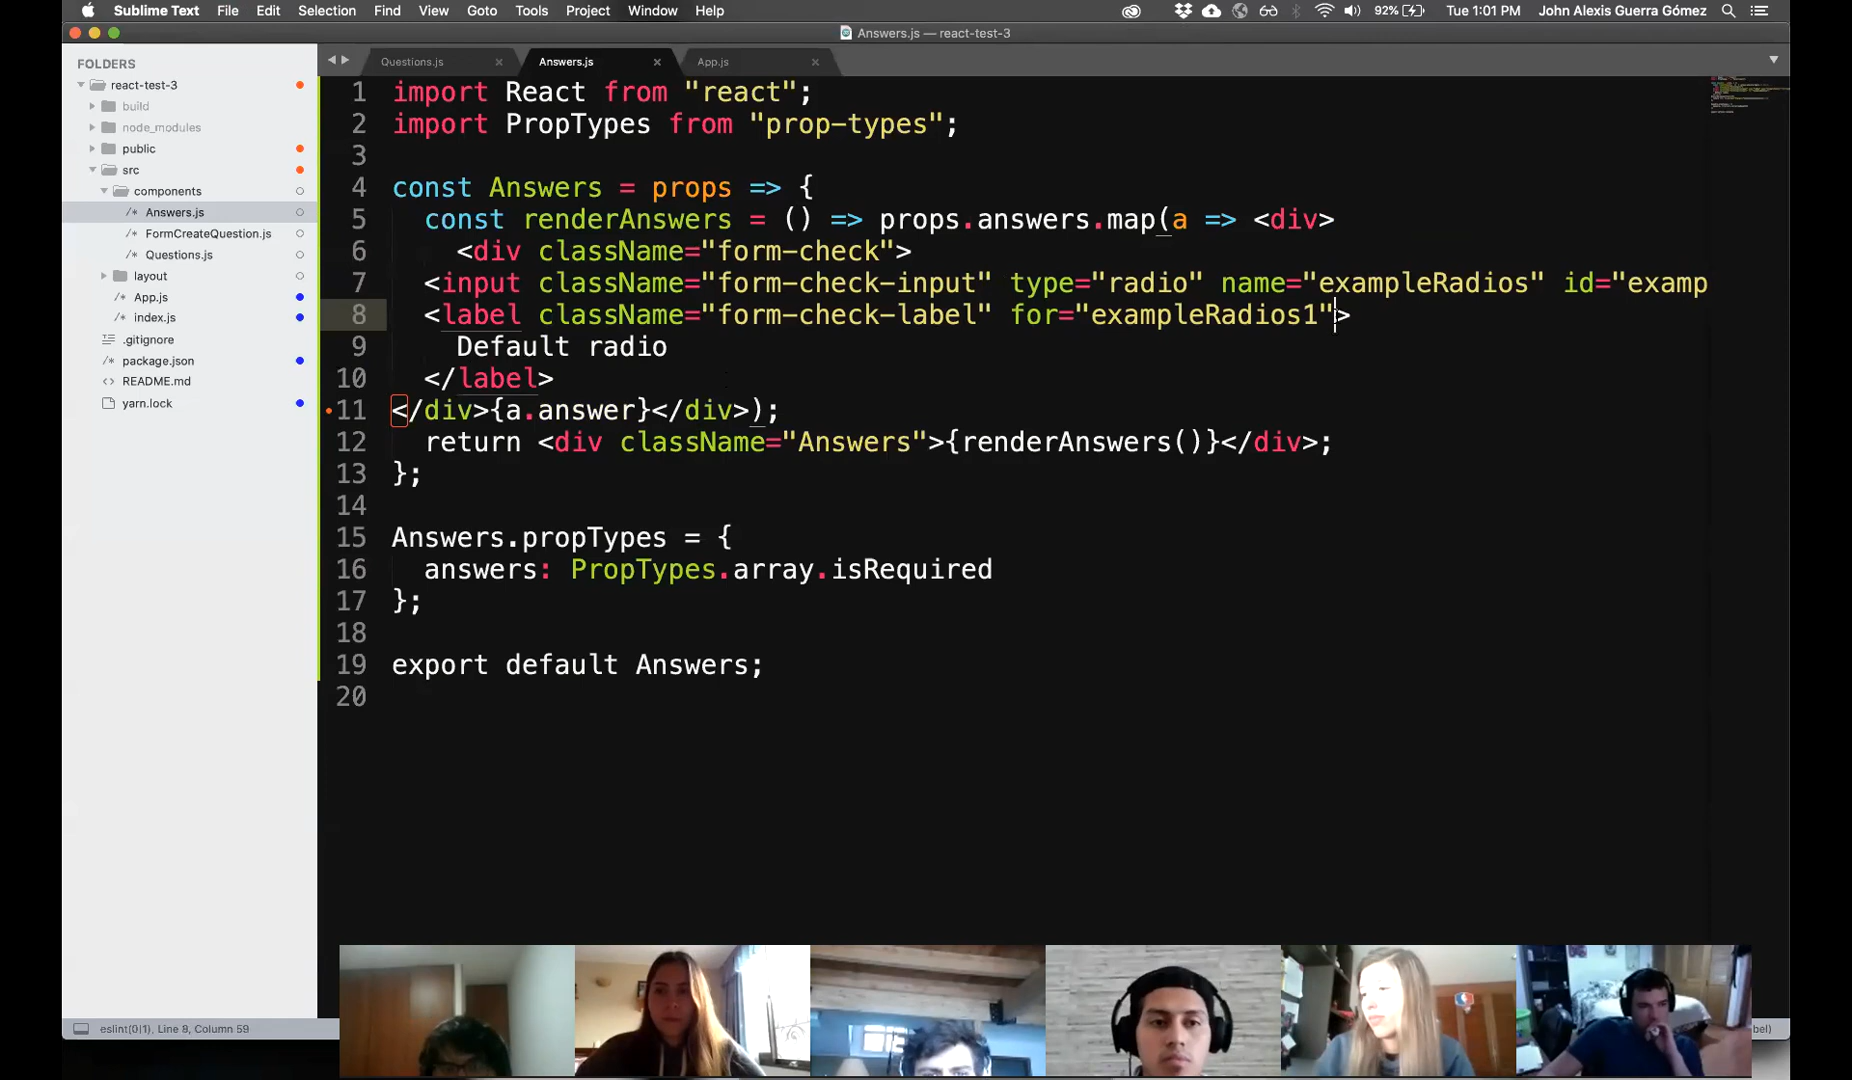 Sublime Text File Edit Selection Find View Goto Tools Project Window Help 92% Tue 1:01 PM John Alexis Guerra Gómez
Answers.js — react-test-3
FOLDERS
react-test-3
build
node_modules
public
src
components
Answers.js
FormCreateQuestion.js
Questions.js
layout
App.js
index.js
.gitignore
package.json
README.md
yarn.lock
Questions.js Answers.js App.js
1 import React from "react";
2 import PropTypes from "prop-types";
3
4 const Answers = props => {
5 const renderAnswers = () => props.answers.map(a => <div>
6 <div className="form-check">
7 <input className="form-check-input" type="radio" name="exampleRadios" id="examp
8 <label className="form-check-label" for="exampleRadios1">
9 Default radio
10 </label>
11 </div>{a.answer}</div>);
12 return <div className="Answers">{renderAnswers()}</div>;
13 };
14
15 Answers.propTypes = {
16 answers: PropTypes.array.isRequired
17 };
18
19 export default Answers;
20
eslint(0|1), Line 8, Column 59